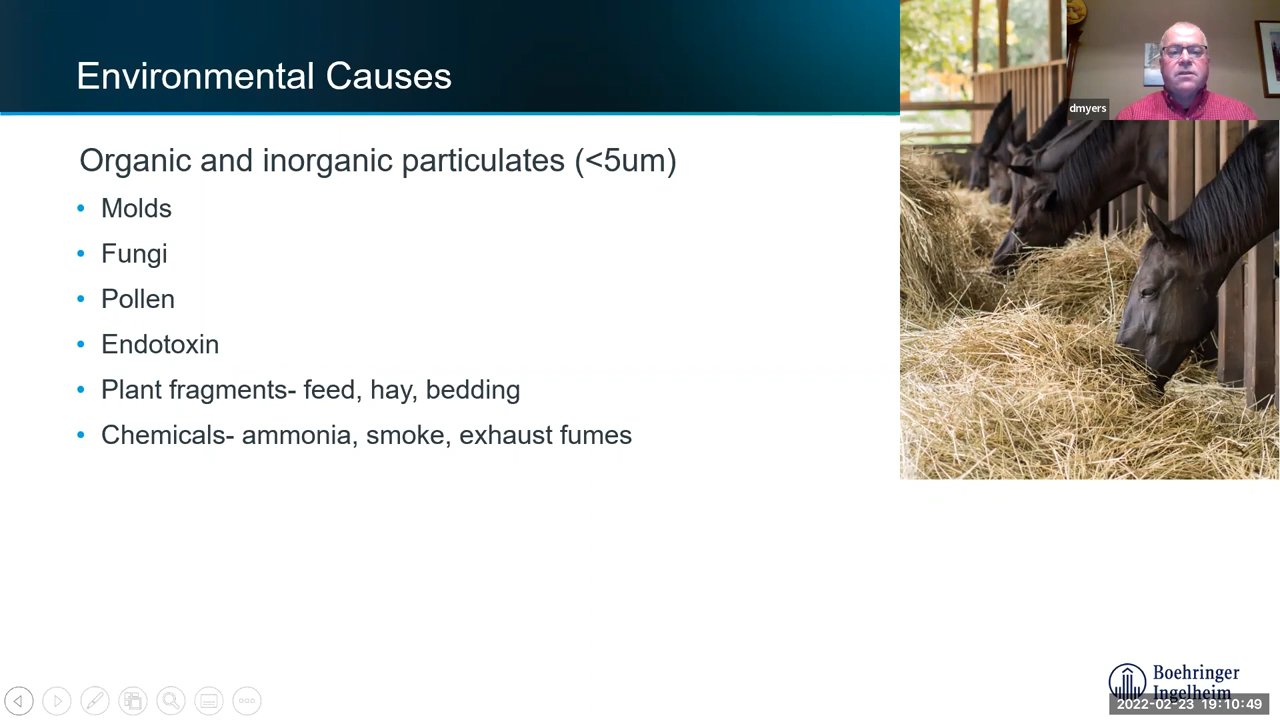 Environmental Causes
dmyers
Organic and inorganic particulates (<5um)
• Molds
• Fungi
• Pollen
• Endotoxin
• Plant fragments- feed, hay, bedding
• Chemicals- ammonia, smoke, exhaust fumes
Boehringer
Ingelheim
2022-02-23 19:10:49